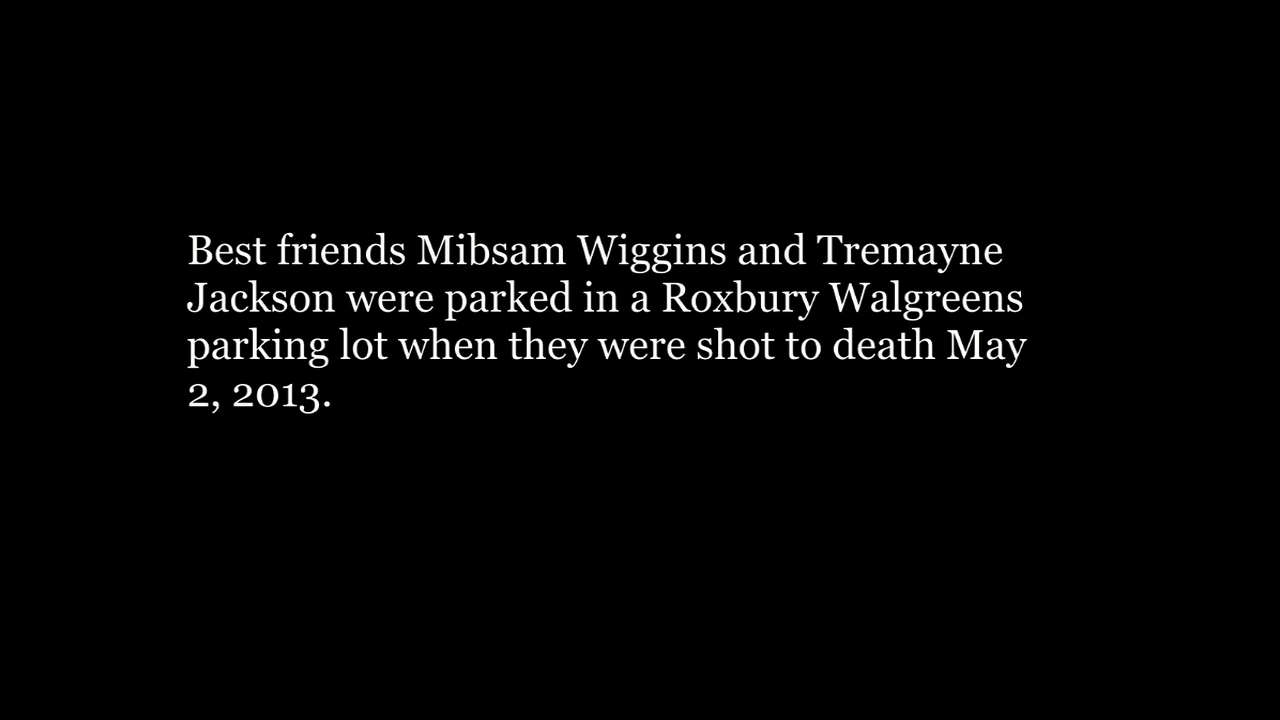 Best friends Mibsam Wiggins and Tremayne
Jackson were parked in a Roxbury Walgreens
parking lot when they were shot to death May
2, 2013.